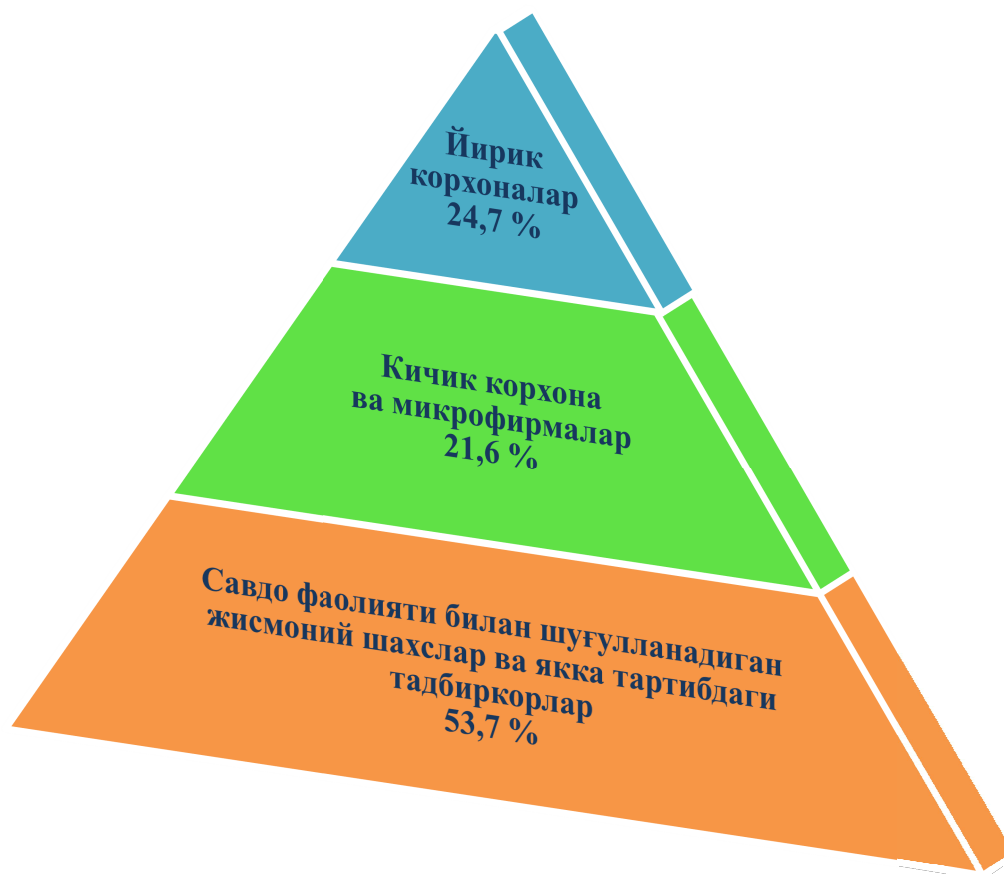 Йирик
корхоналар
24,7 %
Кичик корхона
ва микрофирмалар
21,6 %
Савдо фаолияти билан шуғулланадиган
жисмоний шахслар ва якка тартибдаги
тадбиркорлар
53,7 %